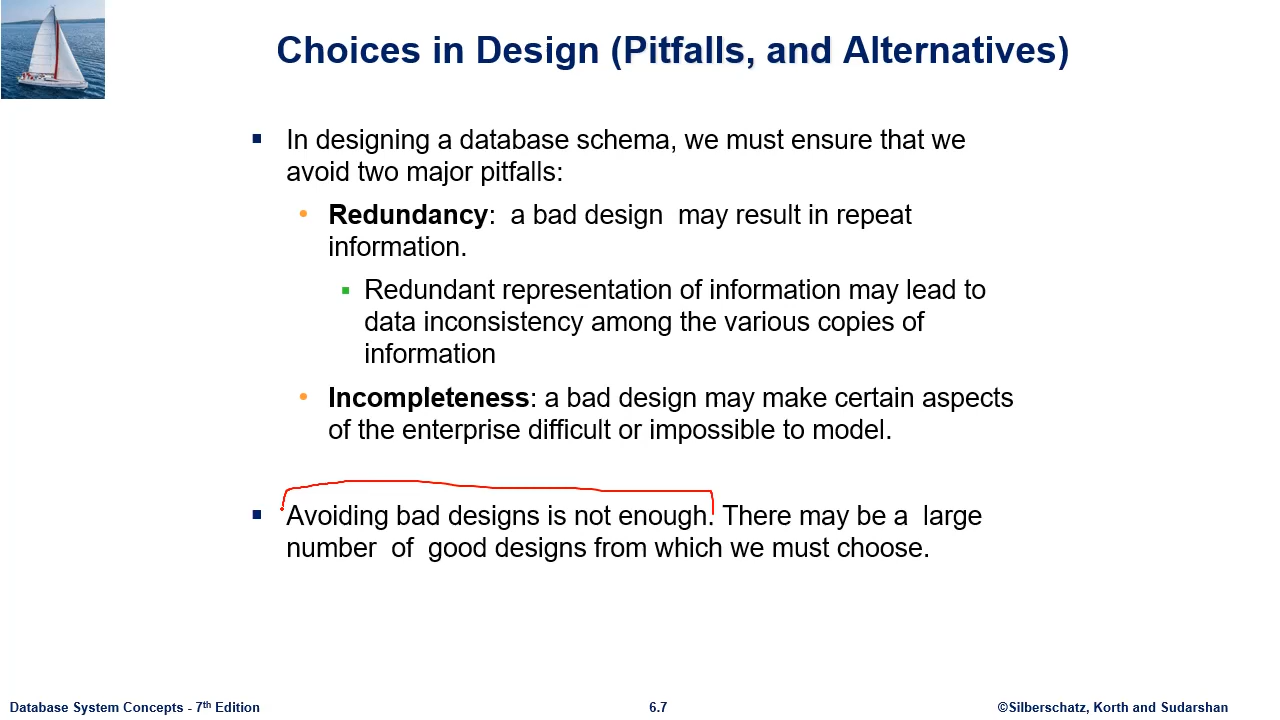 Choices in Design (Pitfalls, and Alternatives)
▪ In designing a database schema, we must ensure that we
avoid two major pitfalls:
• Redundancy: a bad design may result in repeat
information.
▪ Redundant representation of information may lead to
data inconsistency among the various copies of
information
• Incompleteness: a bad design may make certain aspects
of the enterprise difficult or impossible to model.
▪ Avoiding bad designs is not enough. There may be a large
number of good designs from which we must choose.
Database System Concepts - 7th Edition
6.7
©Silberschatz, Korth and Sudarshan